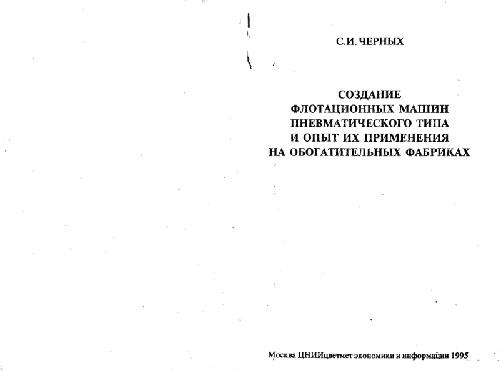 С.И. ЧЕРНЫХ
СОЗДАНИЕ
ФЛОТАЦИОННЫХ МАШИН
ПНЕВМАТИЧЕСКОГО ТИПА
И ОПЫТ ИХ ПРИМЕНЕНИЯ
НА ОБОГАТИТЕЛЬНЫХ ФАБРИКАХ
Москва ЦНИИцветмет экономики и информации 1995